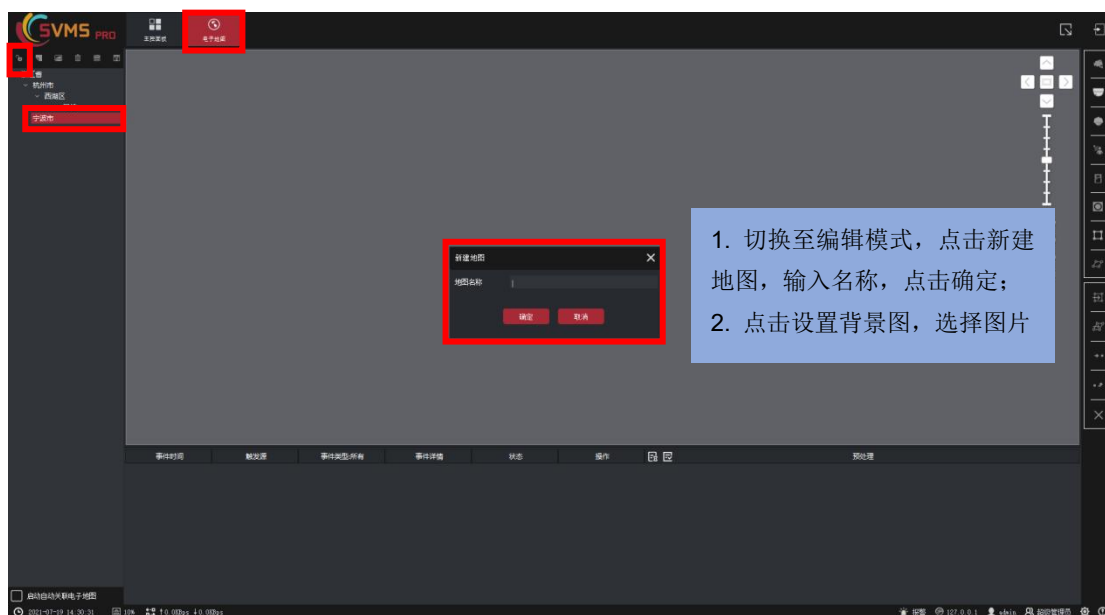 SVMS PRO
主控面板
电子地图
杭州市
西湖区
宁波市
新建地图
地图名称
确定
取消
1. 切换至编辑模式，点击新建
地图，输入名称，点击确定；
2. 点击设置背景图，选择图片
事件时间 触发源 事件类型:所有 事件详情 状态 操作 预处理
启动自动关联电子地图
2021-07-19 14:30:31 10% ↑0.0KBps ↓0.0KBps 报警 127.0.0.1 admin 超级管理员